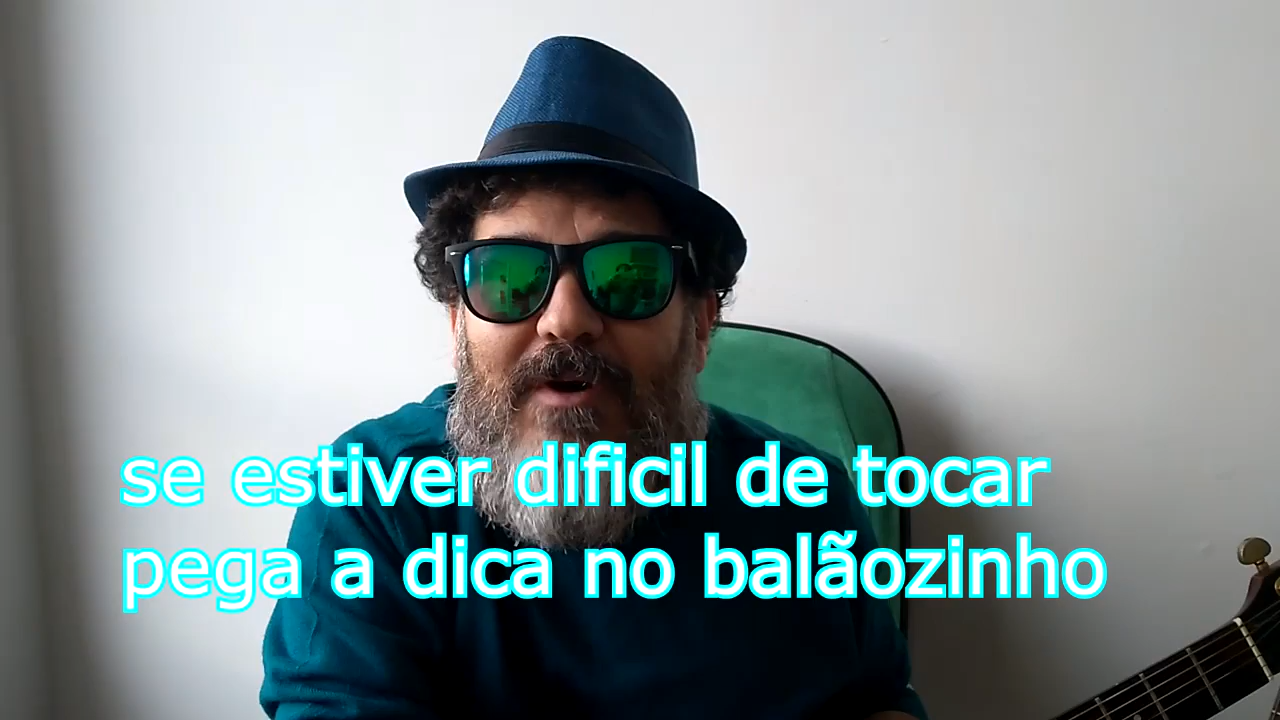 se estiver dificil de tocar
pega a dica no balãozinho